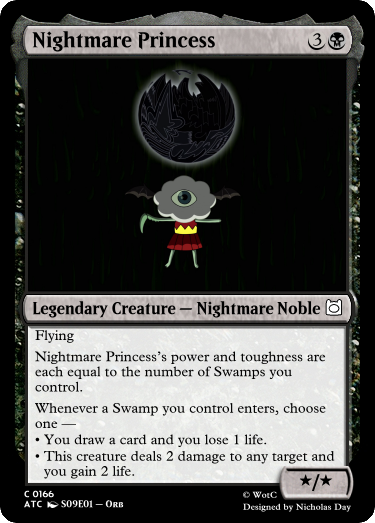 Nightmare Princess 3
Legendary Creature — Nightmare Noble
Flying
Nightmare Princess's power and toughness are
each equal to the number of Swamps you
control.
Whenever a Swamp you control enters, choose
one —
• You draw a card and you lose 1 life.
• This creature deals 2 damage to any target and
you gain 2 life.
★/★
C 0166
ATC S09E01 – Orb
© WotC
Designed by Nicholas Day